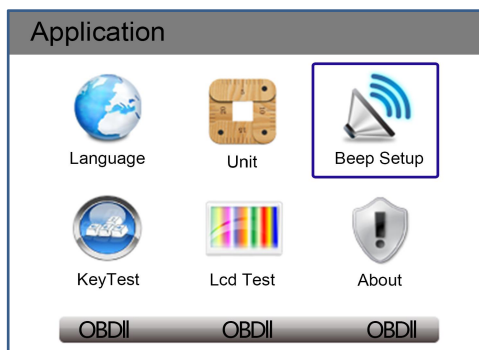 Application
Language Unit Beep Setup
KeyTest Lcd Test About
OBDII OBDII OBDII